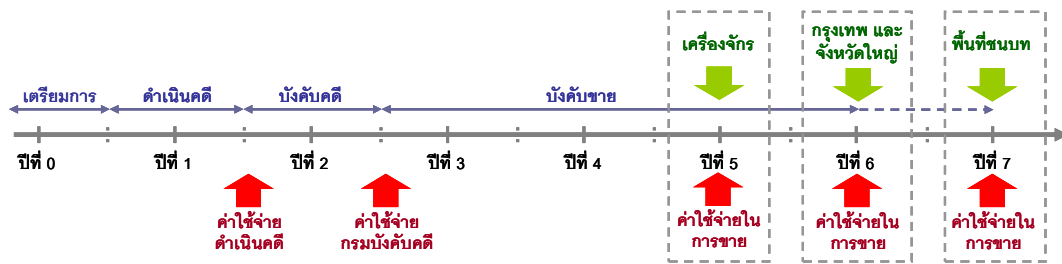 เครื่องจักร
กรุงเทพ และ
จังหวัดใหญ่
พื้นที่ชนบท
เตรียมการ
ดำเนินคดี
บังคับคดี
บังคับขาย
ปีที่ 0
ปีที่ 1
ปีที่ 2
ปีที่ 3
ปีที่ 4
ปีที่ 5
ปีที่ 6
ปีที่ 7
ค่าใช้จ่าย
ดำเนินคดี
ค่าใช้จ่าย
กรมบังคับคดี
ค่าใช้จ่ายใน
การขาย
ค่าใช้จ่ายใน
การขาย
ค่าใช้จ่ายใน
การขาย